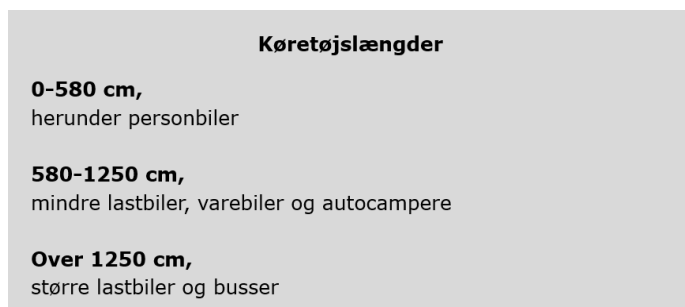 Køretøjslængder
0-580 cm,
herunder personbiler
580-1250 cm,
mindre lastbiler, varebiler og autocampere
Over 1250 cm,
større lastbiler og busser